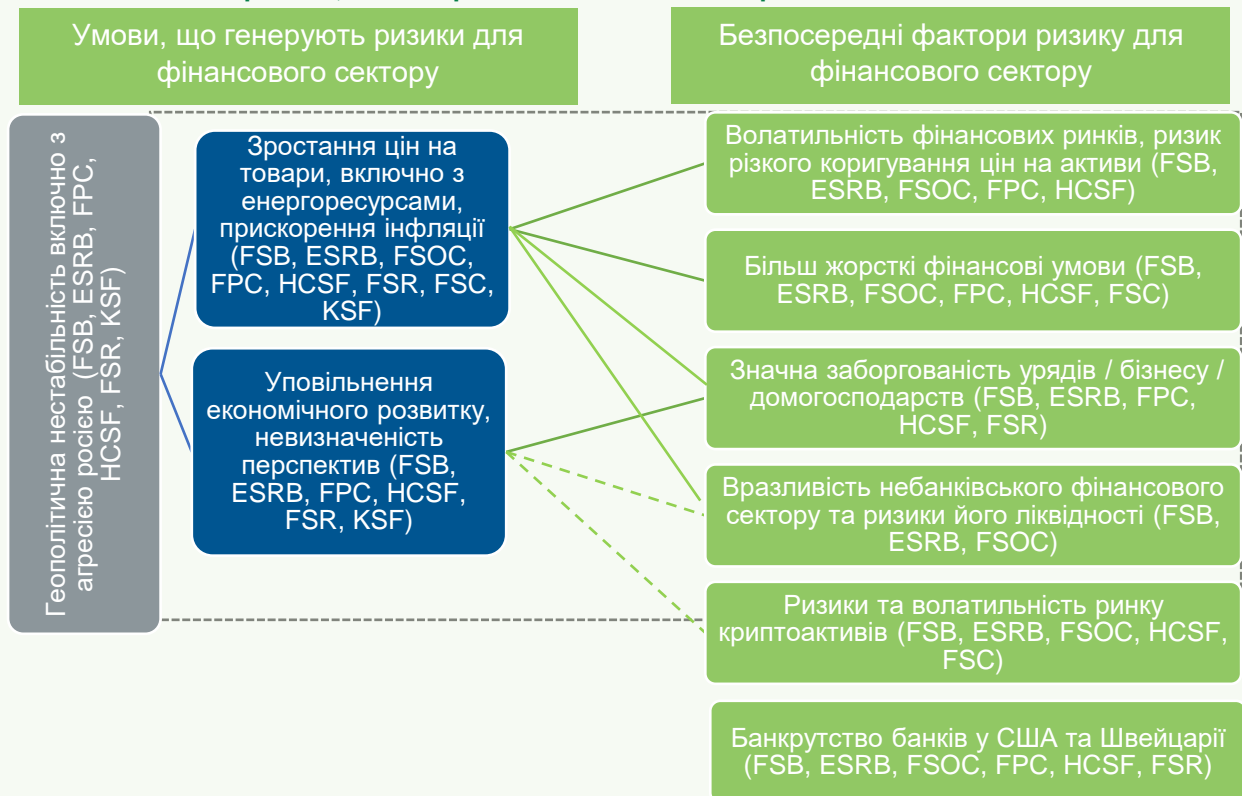 Умови, що генерують ризики для
фінансового сектору
Безпосередні фактори ризику для
фінансового сектору
Геополітична нестабільність включно з
агресією росією (FSB, ESRB, FPC,
HCSF, FSR, KSF)
Зростання цін на
товари, включно з
енергоресурсами,
прискорення інфляції
(FSB, ESRB, FSOC,
FPC, HCSF, FSR, FSC,
KSF)
Уповільнення
економічного розвитку,
невизначеність
перспектив (FSB,
ESRB, FPC, HCSF,
FSR, KSF)
Волатильність фінансових ринків, ризик
різкого коригування цін на активи (FSB,
ESRB, FSOC, FPC, HCSF)
Більш жорсткі фінансові умови (FSB,
ESRB, FSOC, FPC, HCSF, FSC)
Значна заборгованість урядів / бізнесу /
домогосподарств (FSB, ESRB, FPC,
HCSF, FSR)
Вразливість небанківського фінансового
сектору та ризики його ліквідності (FSB,
ESRB, FSOC)
Ризики та волатильність ринку
криптоактивів (FSB, ESRB, FSOC, HCSF,
FSC)
Банкрутство банків у США та Швейцарії
(FSB, ESRB, FSOC, FPC, HCSF, FSR)